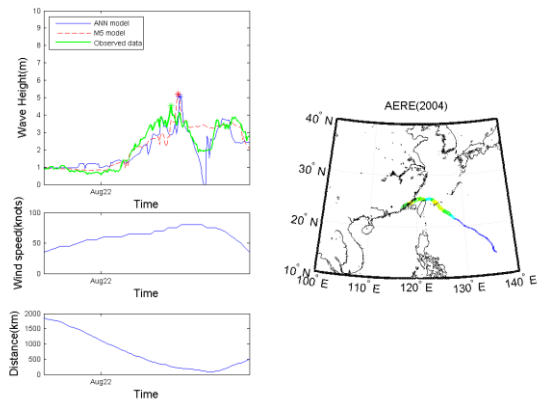 ANN model
M5 model
Observed data
Wave Height(m)
10
9
8
7
6
5
4
3
2
1
0
Aug22
Time
Wind speed(knots)
100
50
0
Aug22
Time
Distance(km)
2000
1500
1000
500
0
Aug22
Time
AERE(2004)
40° N
30° N
20° N
10° N
100° E
110° E
120° E
130° E
140° E